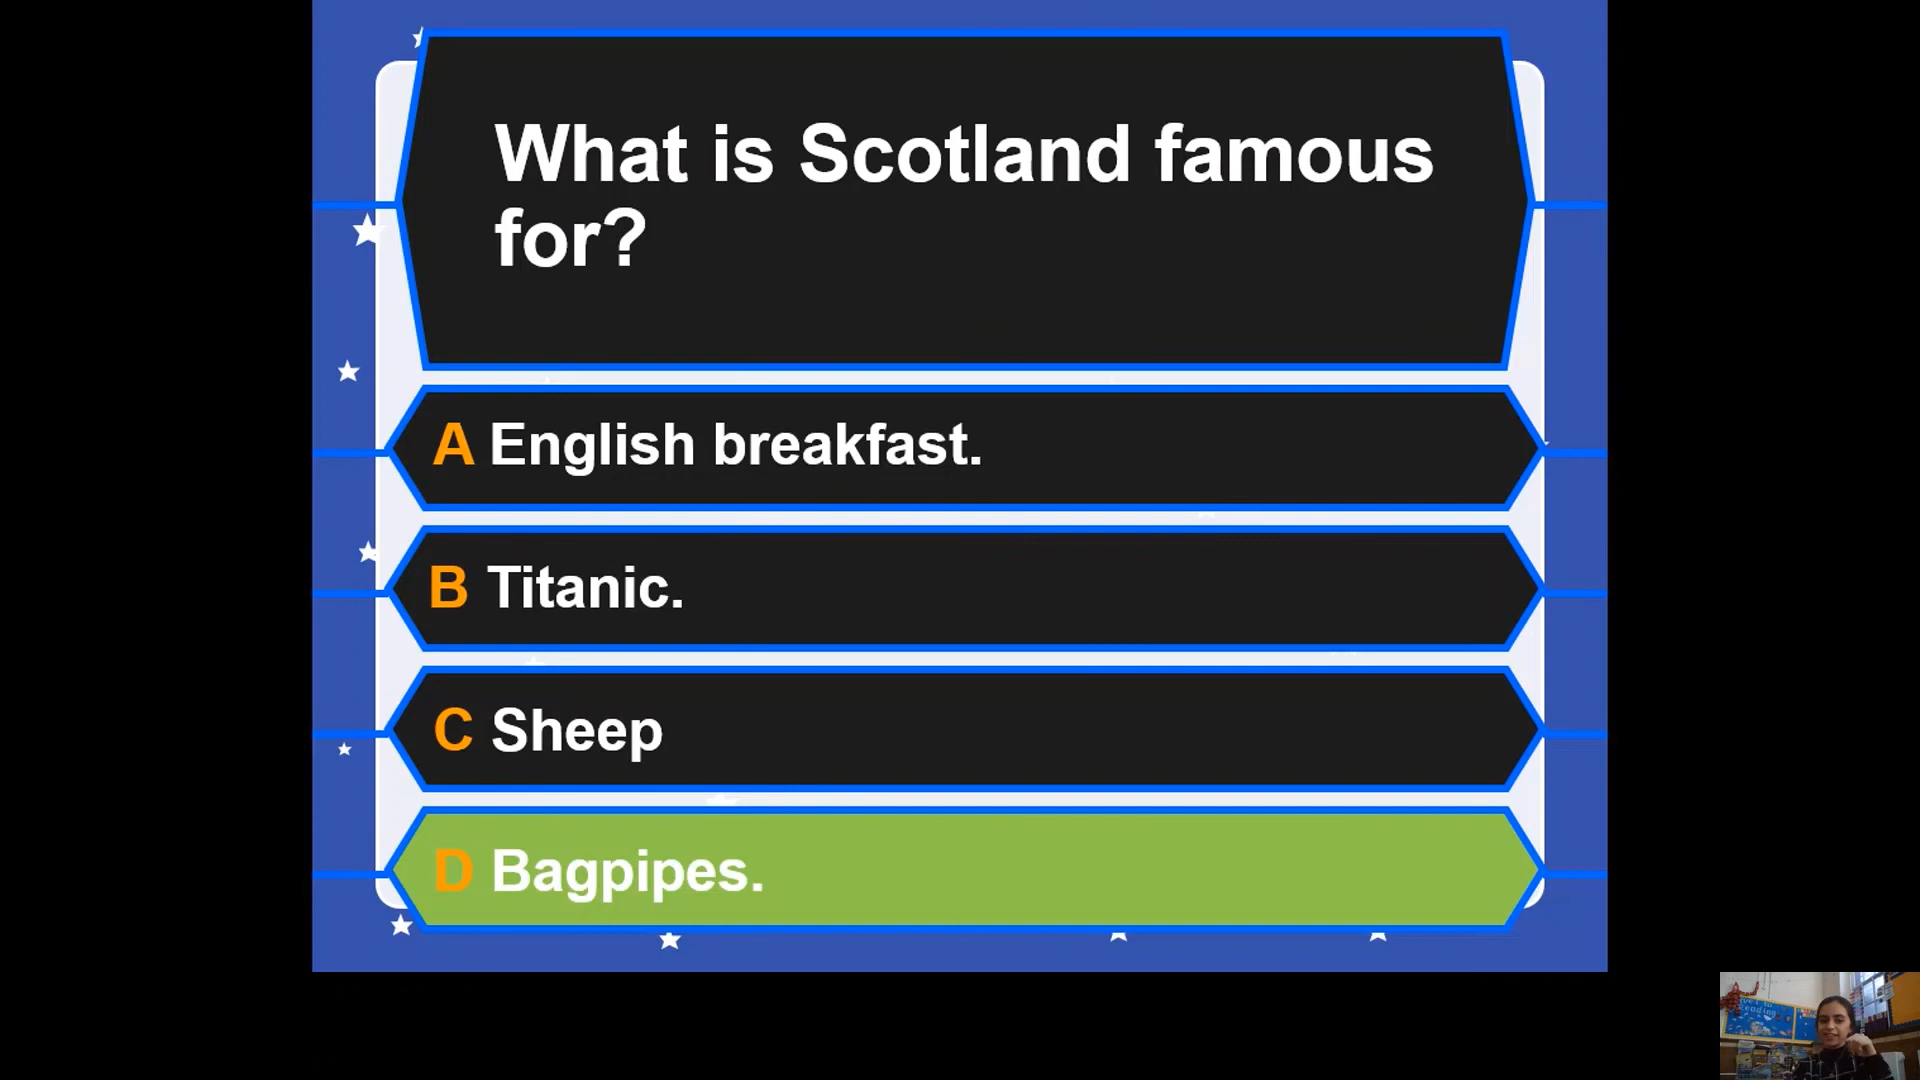 What is Scotland famous
for?
A English breakfast.
B Titanic.
C Sheep
D Bagpipes.